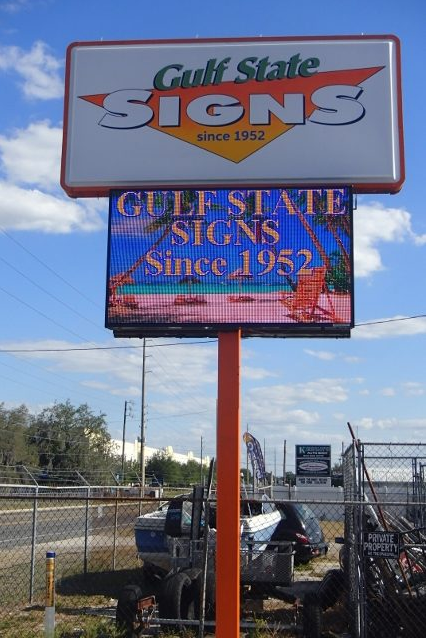 Gulf State
SIGNS
since 1952
GULF STATE
SIGNS
Since 1952
PRIVATE
PROPERTY